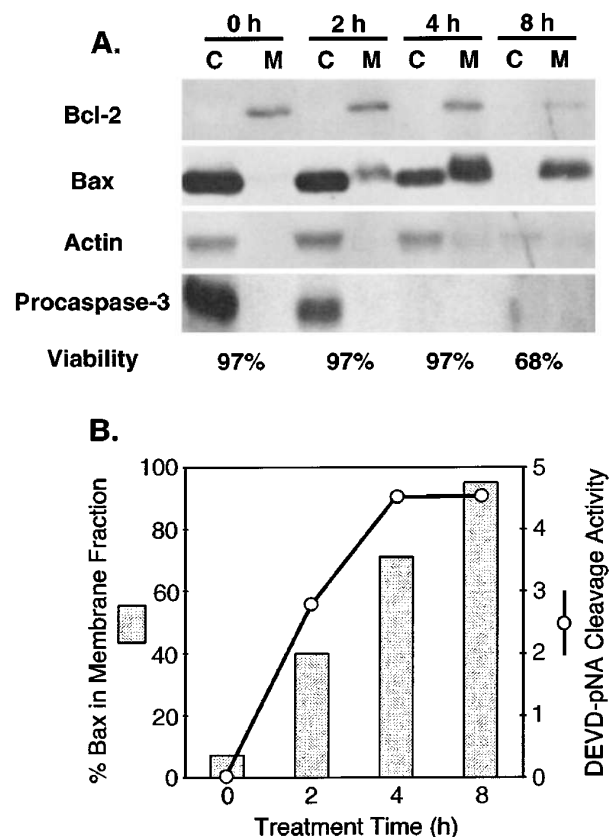 A.
0 h 2 h 4 h 8 h
C M C M C M C M
Bcl-2
Bax
Actin
Procaspase-3
Viability 97% 97% 97% 68%
B.
% Bax in Membrane Fraction
100
80
60
40
20
0
5
4
3
2
1
0
DEVD-pNA Cleavage Activity
0 2 4 8
Treatment Time (h)